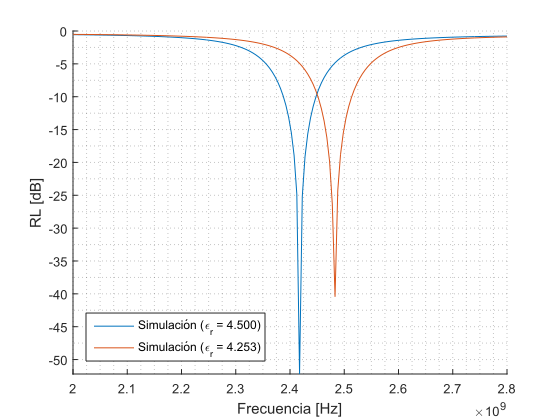 0
-5
-10
-15
-20
-25
-30
-35
-40
-45
-50
RL [dB]
Simulación (ϵr = 4.500)
Simulación (ϵr = 4.253)
2 2.1 2.2 2.3 2.4 2.5 2.6 2.7 2.8
Frecuencia [Hz] ×10^9